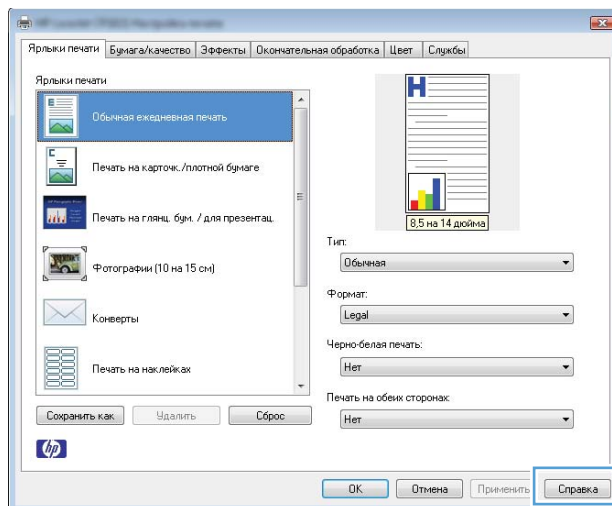 Ярлыки печати Бумага/качество Эффекты Окончательная обработка Цвет Службы
Ярлыки печати
Обычная ежедневная печать
Печать на карточк./плотной бумаге
Печать на глянц. бум. / для презентац.
Фотографии (10 на 15 см)
Конверты
Печать на наклейках
Сохранить как Удалить Сброс
hp
8,5 на 14 дюйма
Тип:
Обычная
Формат:
Legal
Черно-белая печать:
Нет
Печать на обеих сторонах:
Нет
OK Отмена Применить Справка